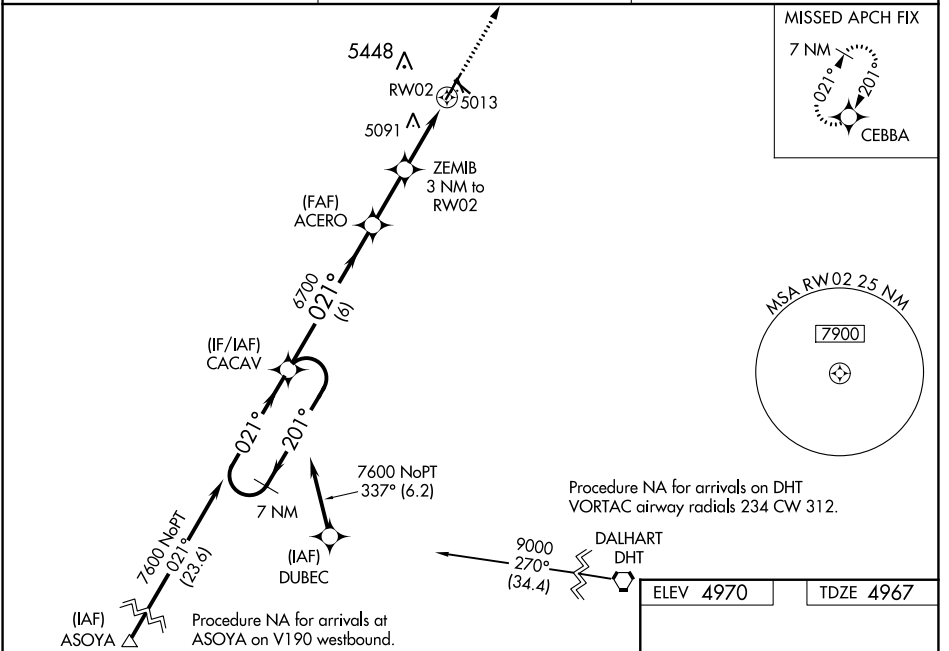 MISSED APCH FIX
7 NM
021°
201°
CEBBA
5448
RW02
5013
5091
ZEMIB
3 NM to
RW02
(FAF)
ACERO
6700
021°
(6)
(IF/IAF)
CACAV
MSA RW02 25 NM
7900
021°
201°
7 NM
7600 NoPT
337° (6.2)
(IAF)
DUBEC
7600 NoPT
021°
(23.6)
(IAF)
ASOYA
Procedure NA for arrivals at
ASOYA on V190 westbound.
Procedure NA for arrivals on DHT
VORTAC airway radials 234 CW 312.
DALHART
DHT
9000
270°
(34.4)
ELEV 4970
TDZE 4967